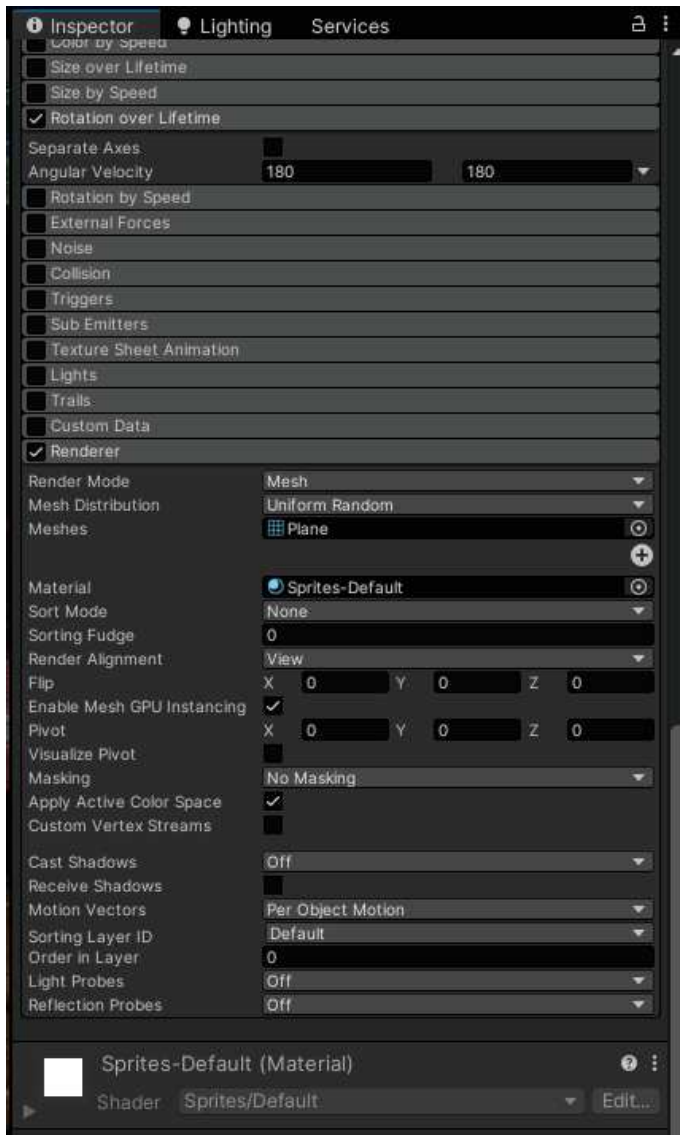 Inspector Lighting Services
Color by Speed
Size over Lifetime
Size by Speed
Rotation over Lifetime
Separate Axes
Angular Velocity 180 180
Rotation by Speed
External Forces
Noise
Collision
Triggers
Sub Emitters
Texture Sheet Animation
Lights
Trails
Custom Data
Renderer
Render Mode Mesh
Mesh Distribution Uniform Random
Meshes Plane
Material Sprites-Default
Sort Mode None
Sorting Fudge 0
Render Alignment View
Flip X 0 Y 0 Z 0
Enable Mesh GPU Instancing
Pivot X 0 Y 0 Z 0
Visualize Pivot
Masking No Masking
Apply Active Color Space
Custom Vertex Streams
Cast Shadows Off
Receive Shadows
Motion Vectors Per Object Motion
Sorting Layer ID Default
Order in Layer 0
Light Probes Off
Reflection Probes Off
Sprites-Default (Material)
Shader Sprites/Default Edit...